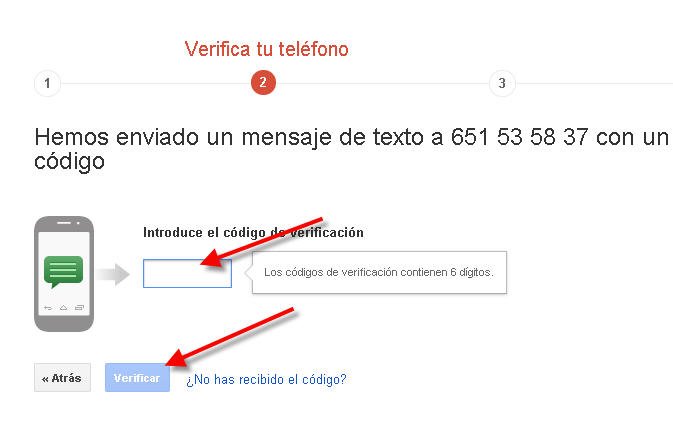 Verifica tu teléfono
1 2 3
Hemos enviado un mensaje de texto a 651 53 58 37 con un
código
Introduce el código de verificación
Los códigos de verificación contienen 6 dígitos.
« Atrás Verificar ¿No has recibido el código?